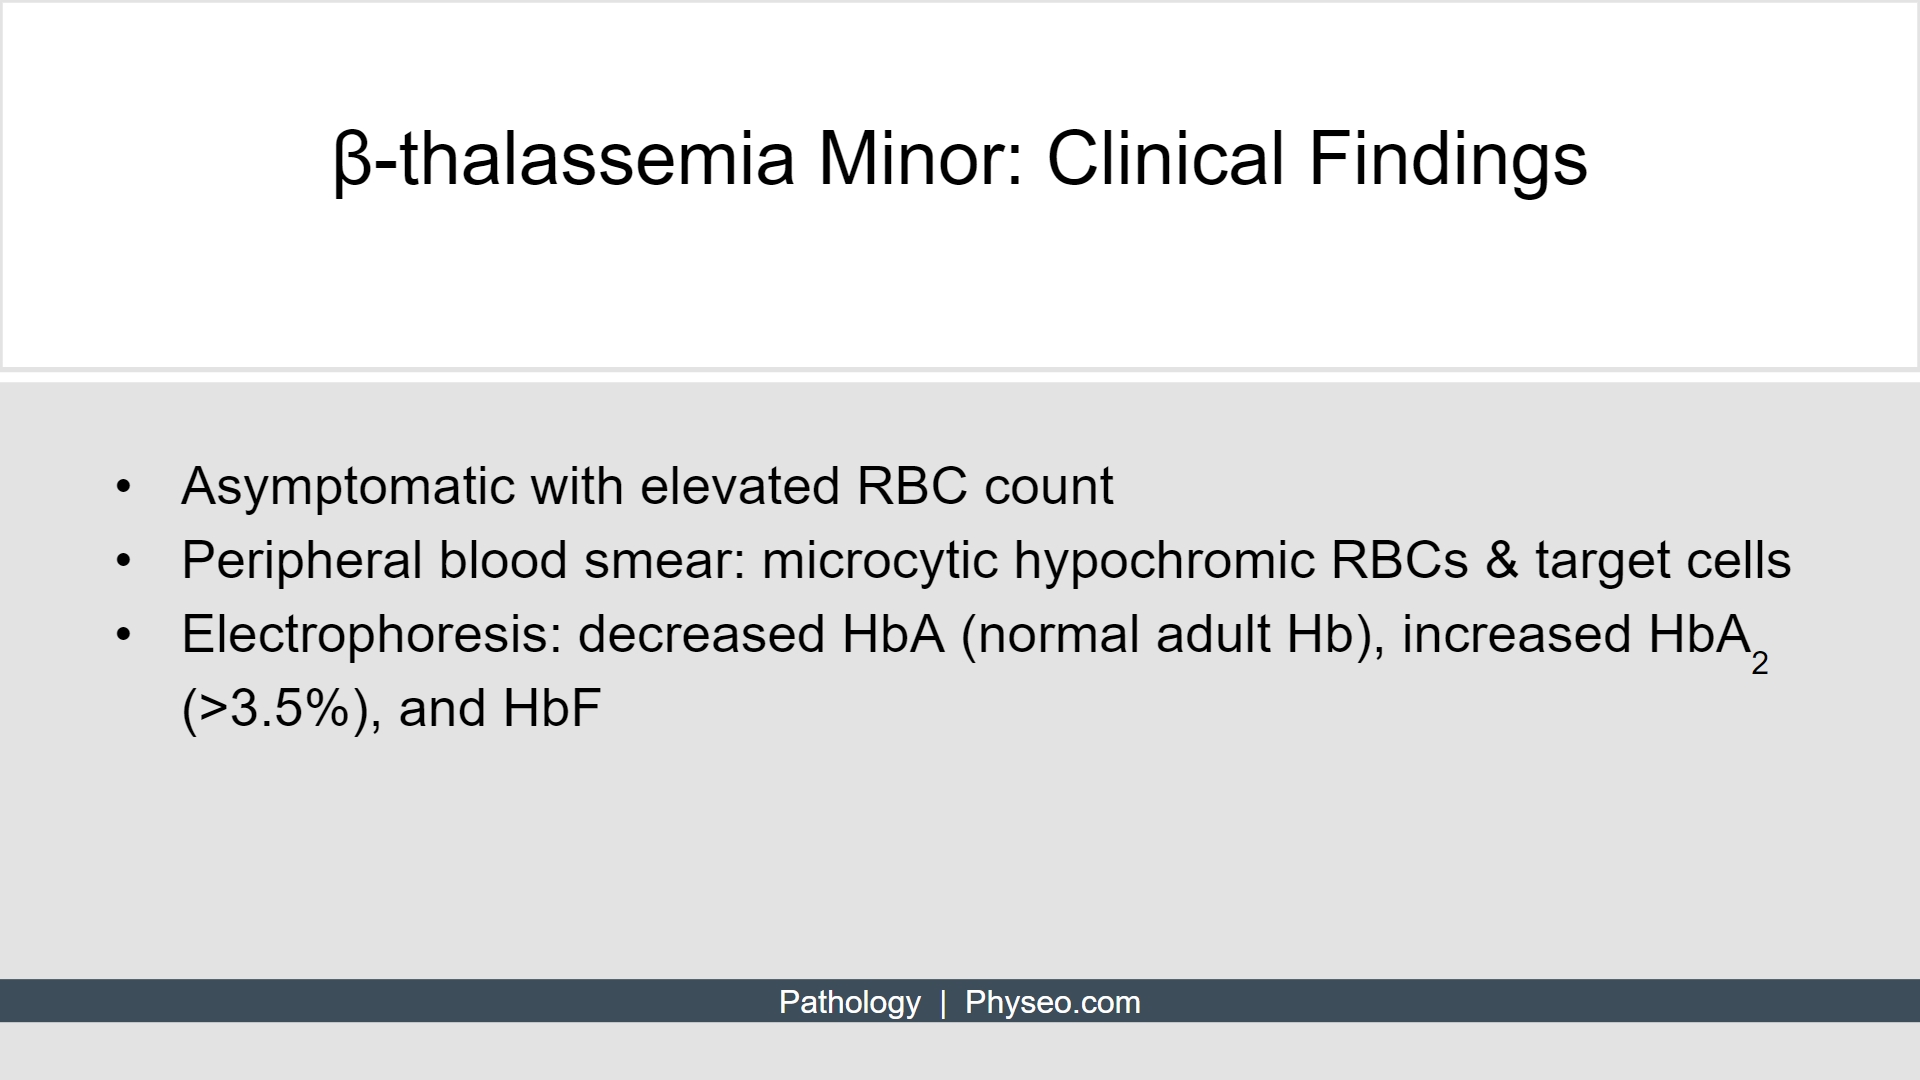 β-thalassemia Minor: Clinical Findings
• Asymptomatic with elevated RBC count
• Peripheral blood smear: microcytic hypochromic RBCs & target cells
• Electrophoresis: decreased HbA (normal adult Hb), increased HbA₂
(>3.5%), and HbF
Pathology | Physeo.com